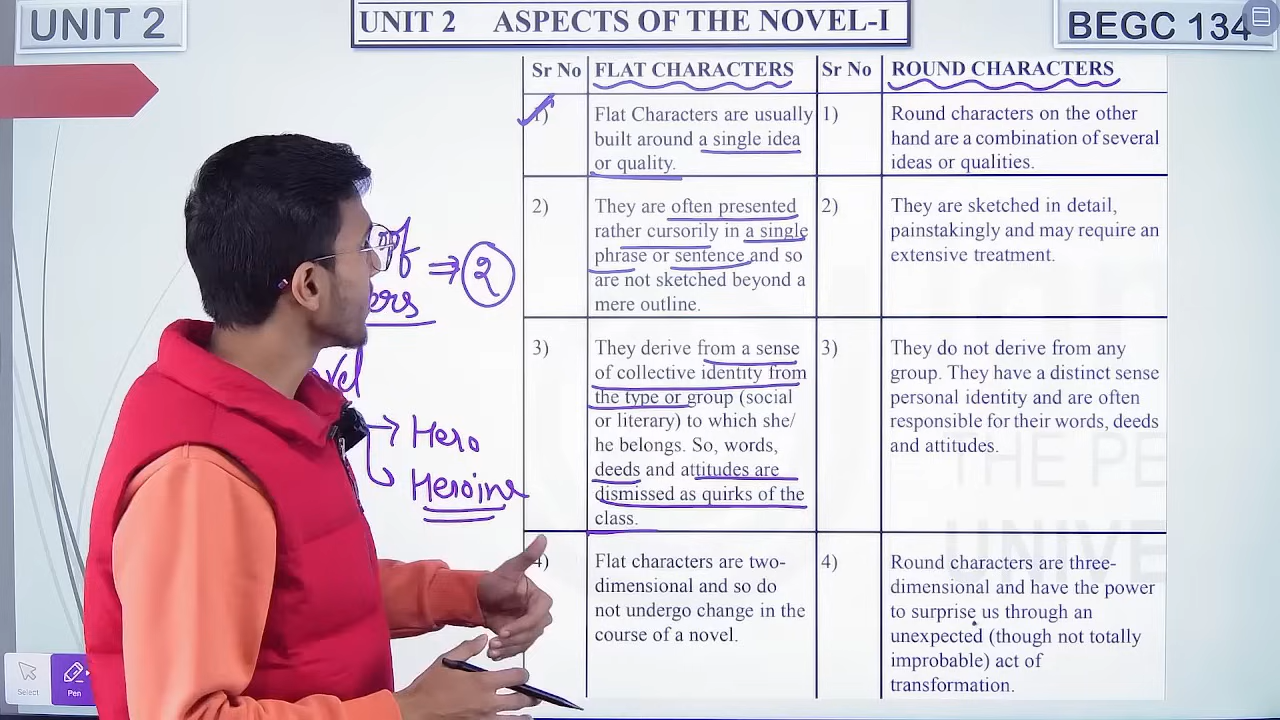 UNIT 2
UNIT 2 ASPECTS OF THE NOVEL-I
BEGC 134
Sr No
FLAT CHARACTERS
Sr No
ROUND CHARACTERS
1)
Flat Characters are usually
built around a single idea
or quality.
1)
Round characters on the other
hand are a combination of several
ideas or qualities.
2)
They are often presented
rather cursorily in a single
phrase or sentence and so
are not sketched beyond a
mere outline.
2)
They are sketched in detail,
painstakingly and may require an
extensive treatment.
3)
They derive from a sense
of collective identity from
the type or group (social
or literary) to which she/
he belongs. So, words,
deeds and attitudes are
dismissed as quirks of the
class.
3)
They do not derive from any
group. They have a distinct sense
personal identity and are often
responsible for their words, deeds
and attitudes.
4)
Flat characters are two-
dimensional and so do
not undergo change in the
course of a novel.
4)
Round characters are three-
dimensional and have the power
to surprise us through an
unexpected (though not totally
improbable) act of
transformation.
⇒ 2
→ Hero
Heroine
THE PE
UNIVE
Select
Pen